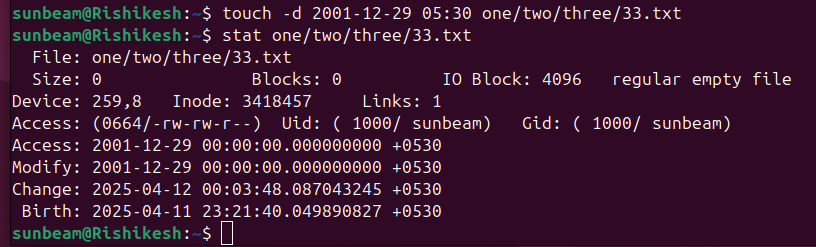 sunbeam@Rishikesh:~$ touch -d 2001-12-29 05:30 one/two/three/33.txt
sunbeam@Rishikesh:~$ stat one/two/three/33.txt
  File: one/two/three/33.txt
  Size: 0               Blocks: 0          IO Block: 4096   regular empty file
Device: 259,8   Inode: 3418457     Links: 1
Access: (0664/-rw-rw-r--)  Uid: ( 1000/ sunbeam)   Gid: ( 1000/ sunbeam)
Access: 2001-12-29 00:00:00.000000000 +0530
Modify: 2001-12-29 00:00:00.000000000 +0530
Change: 2025-04-12 00:03:48.087043245 +0530
 Birth: 2025-04-11 23:21:40.049890827 +0530
sunbeam@Rishikesh:~$